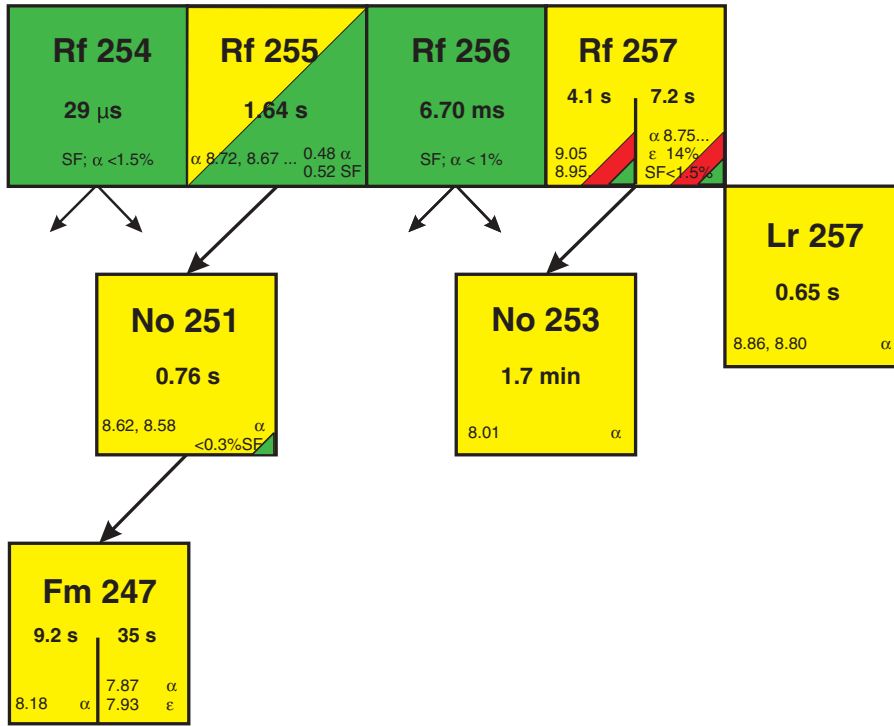 Rf 254
29 μs
SF; α <1.5%
Rf 255
1.64 s
α 8.72, 8.67 ... 0.48 α
0.52 SF
Rf 256
6.70 ms
SF; α < 1%
Rf 257
4.1 s 7.2 s
α 8.75...
9.05 ε 14%
8.95. SF<1.5%
Lr 257
0.65 s
8.86, 8.80 α
No 251
0.76 s
8.62, 8.58 α
<0.3%SF
No 253
1.7 min
8.01 α
Fm 247
9.2 s 35 s
7.87 α
8.18 α 7.93 ε